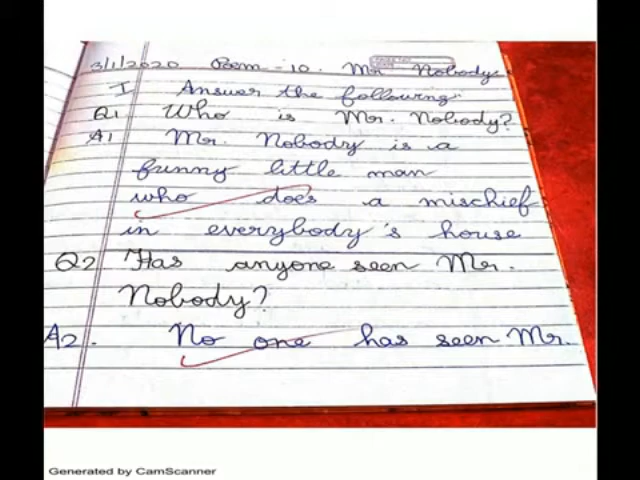 3/1/2020 Poem - 10. Mr Nobody
I Answer the following.
Q1 Who is Mr. Nobody?
A1 Mr. Nobody is a
funny little man
who does a mischief
in everybody's house
Q2 Has anyone seen Mr.
Nobody?
A2. No one has seen Mr.
Generated by CamScanner